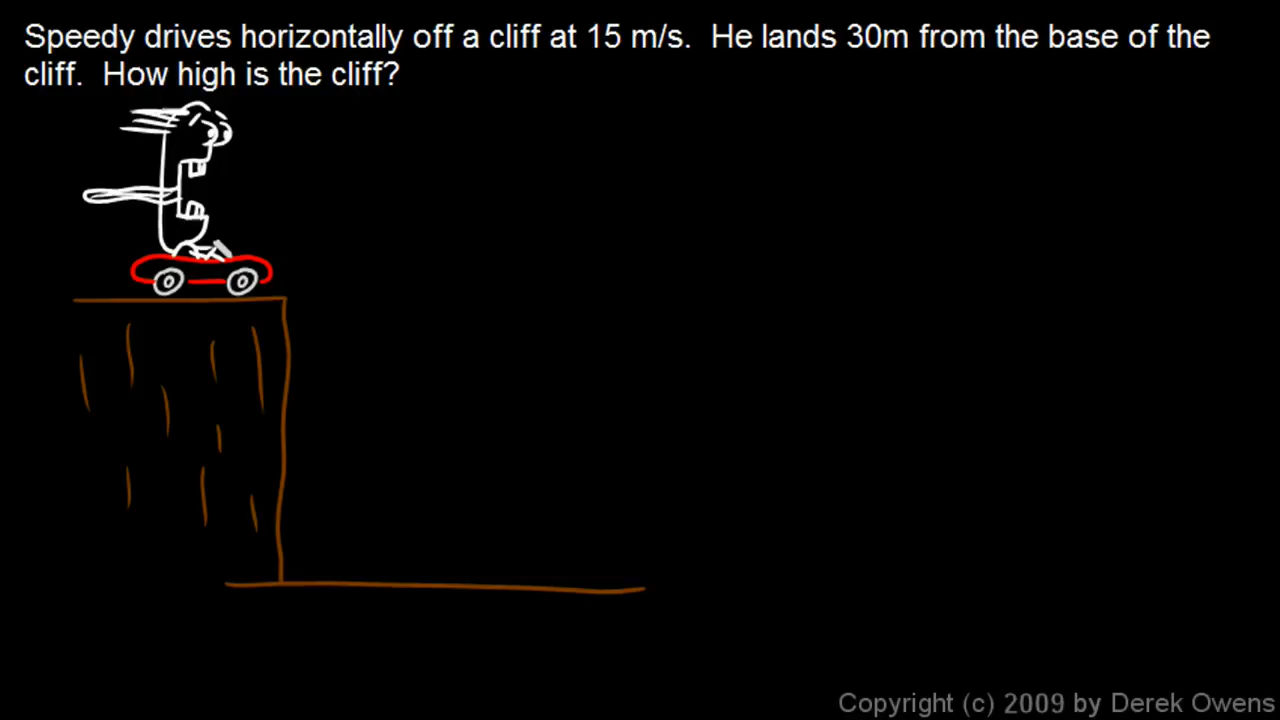 Speedy drives horizontally off a cliff at 15 m/s.  He lands 30m from the base of the
cliff.  How high is the cliff?
Copyright (c) 2009 by Derek Owens